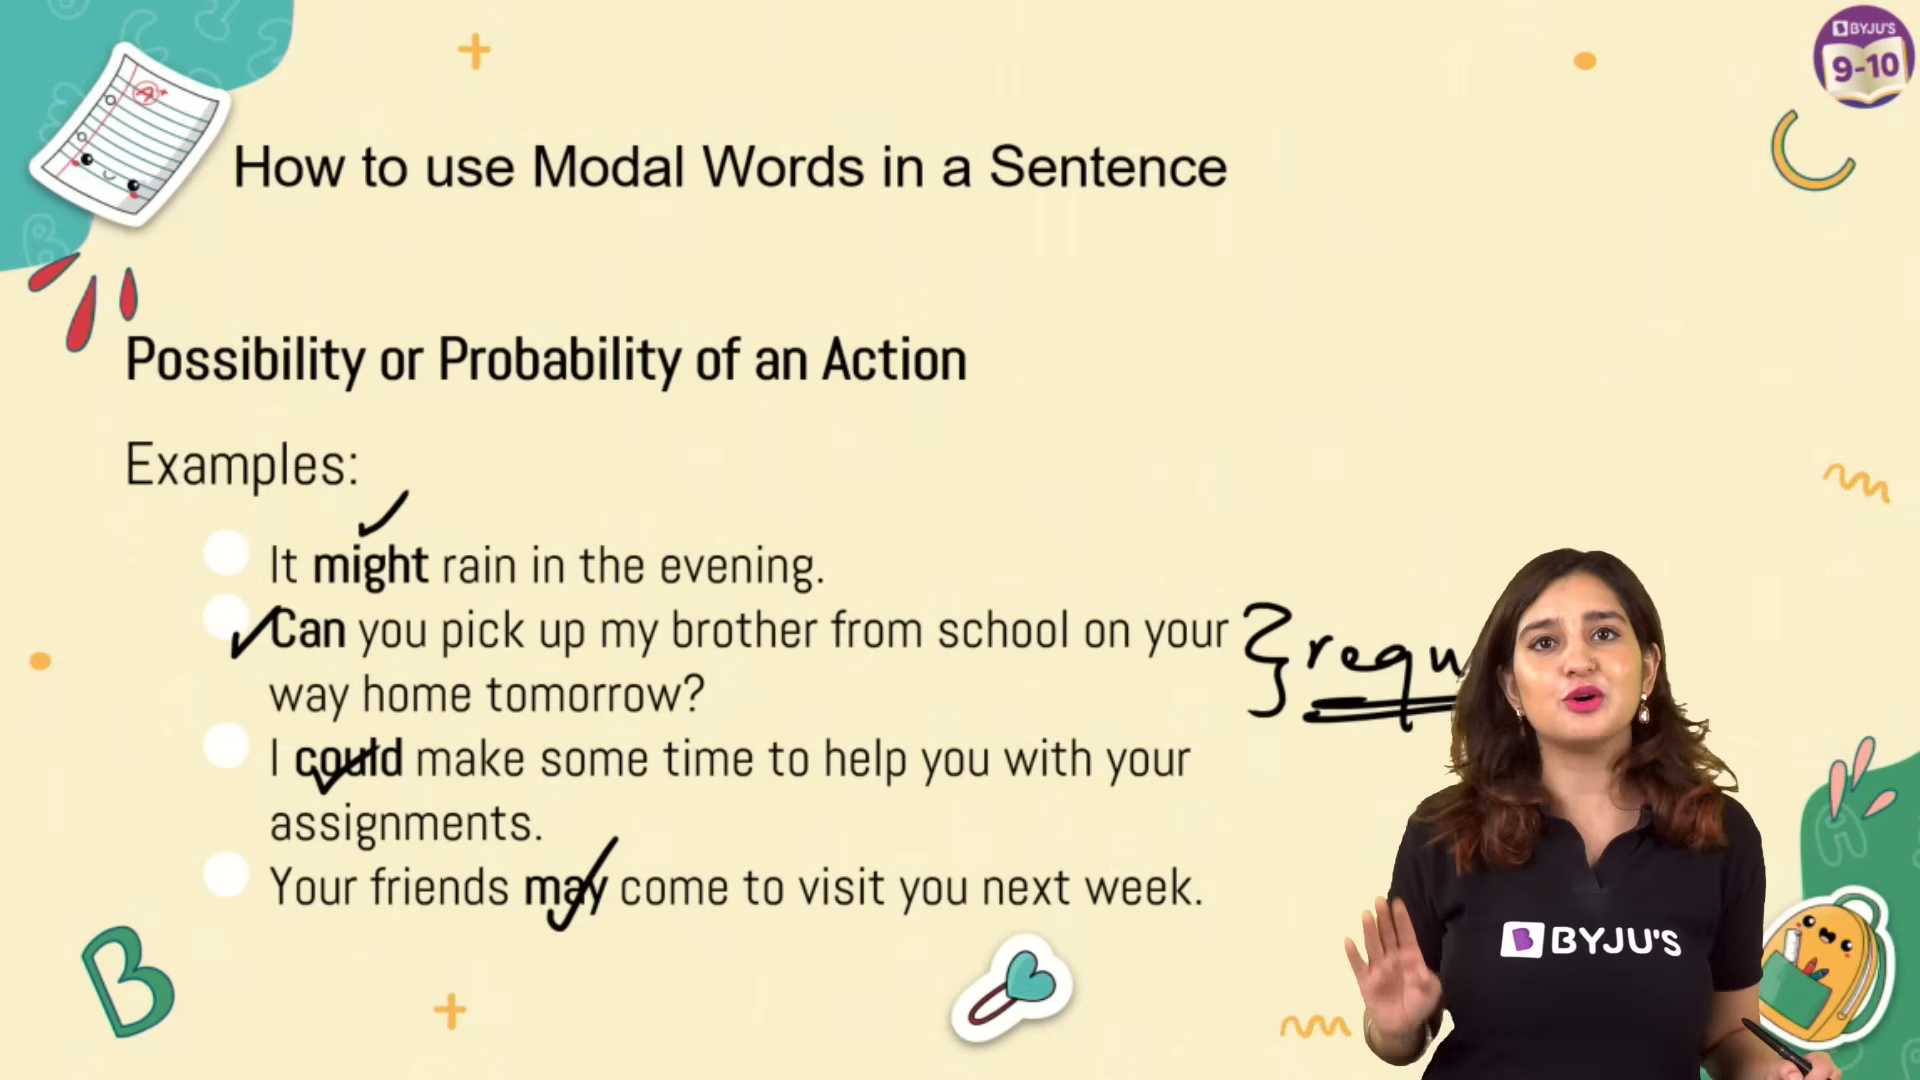 BYJU'S
9-10
How to use Modal Words in a Sentence
Possibility or Probability of an Action
Examples:
It might rain in the evening.
Can you pick up my brother from school on your
way home tomorrow?
requ
I could make some time to help you with your
assignments.
Your friends may come to visit you next week.
BYJU'S
B